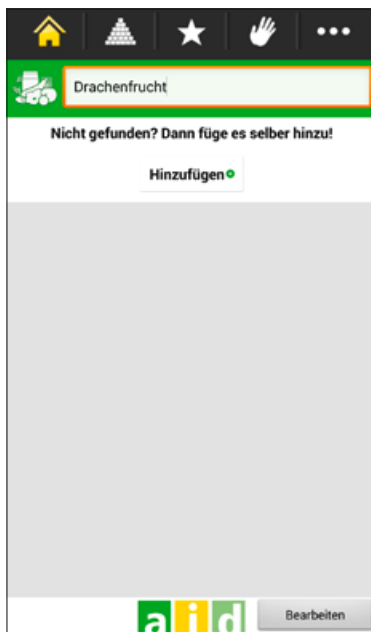 Drachenfrucht
Nicht gefunden? Dann füge es selber hinzu!
Hinzufügen
aid
Bearbeiten